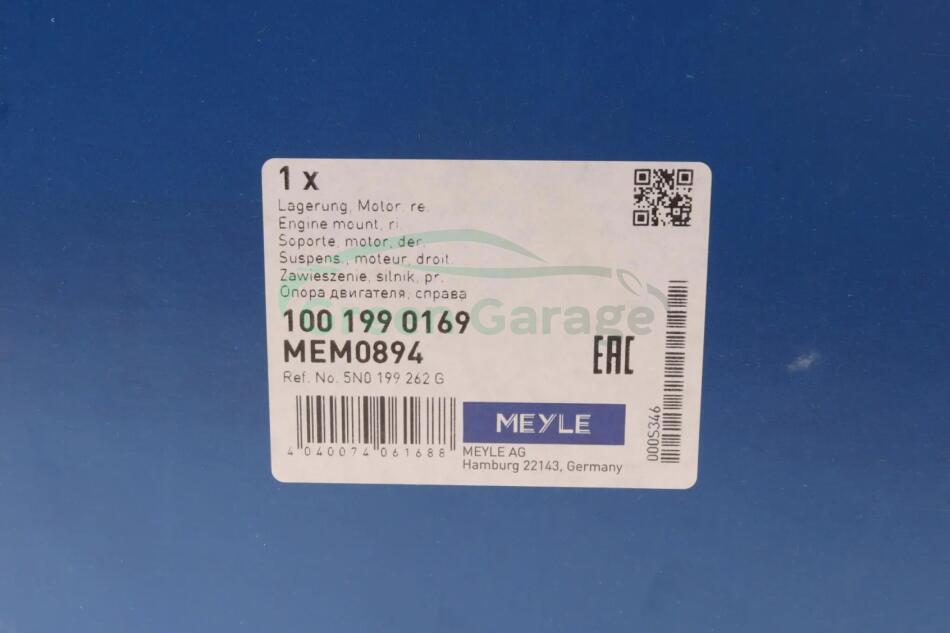 1 x
Lagerung, Motor, re.
Engine mount, ri.
Soporte, motor, der.
Suspens., moteur, droit.
Zawieszenie, silnik, pr.
Опора двигателя, справа
Green Garage
100 199 0169
MEM0894
EAC
Ref. No. 5N0 199 262 G
MEYLE
4 040074 061688
MEYLE AG
Hamburg 22143, Germany
000S346